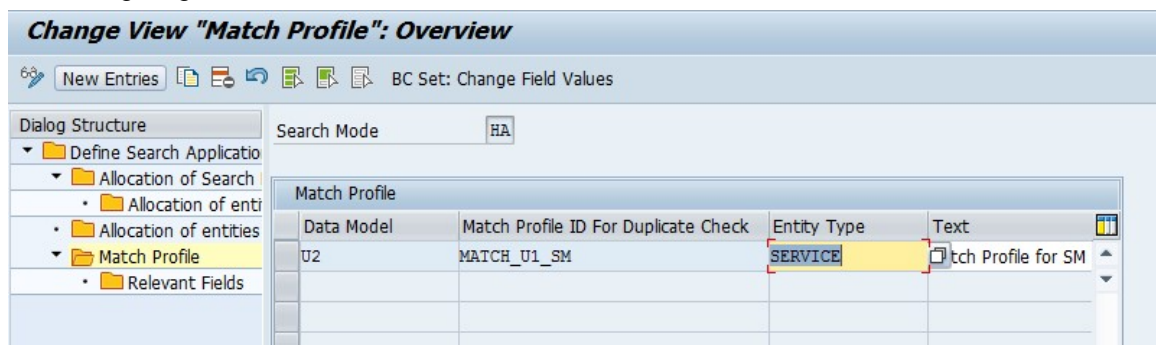 Change View "Match Profile": Overview
New Entries BC Set: Change Field Values
Dialog Structure
Define Search Applicatio
Allocation of Search
Allocation of enti
Allocation of entities
Match Profile
Relevant Fields
Search Mode HA
Match Profile
Data Model Match Profile ID For Duplicate Check Entity Type Text
U2 MATCH_U1_SM SERVICE tch Profile for SM